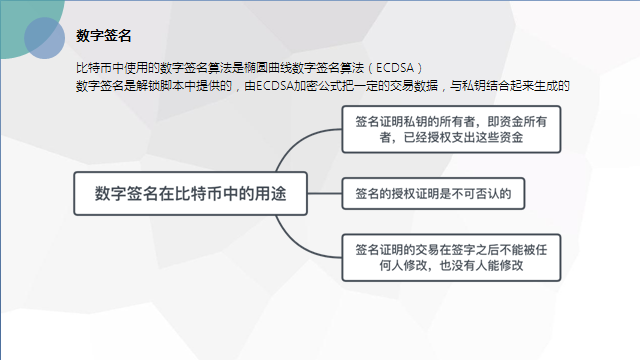 数字签名
比特币中使用的数字签名算法是椭圆曲线数字签名算法（ECDSA）
数字签名是解锁脚本中提供的，由ECDSA加密公式把一定的交易数据，与私钥结合起来生成的
签名证明私钥的所有者，即资金所有
者，已经授权支出这些资金
数字签名在比特币中的用途
签名的授权证明是不可否认的
签名证明的交易在签字之后不能被任
何人修改，也没有人能修改